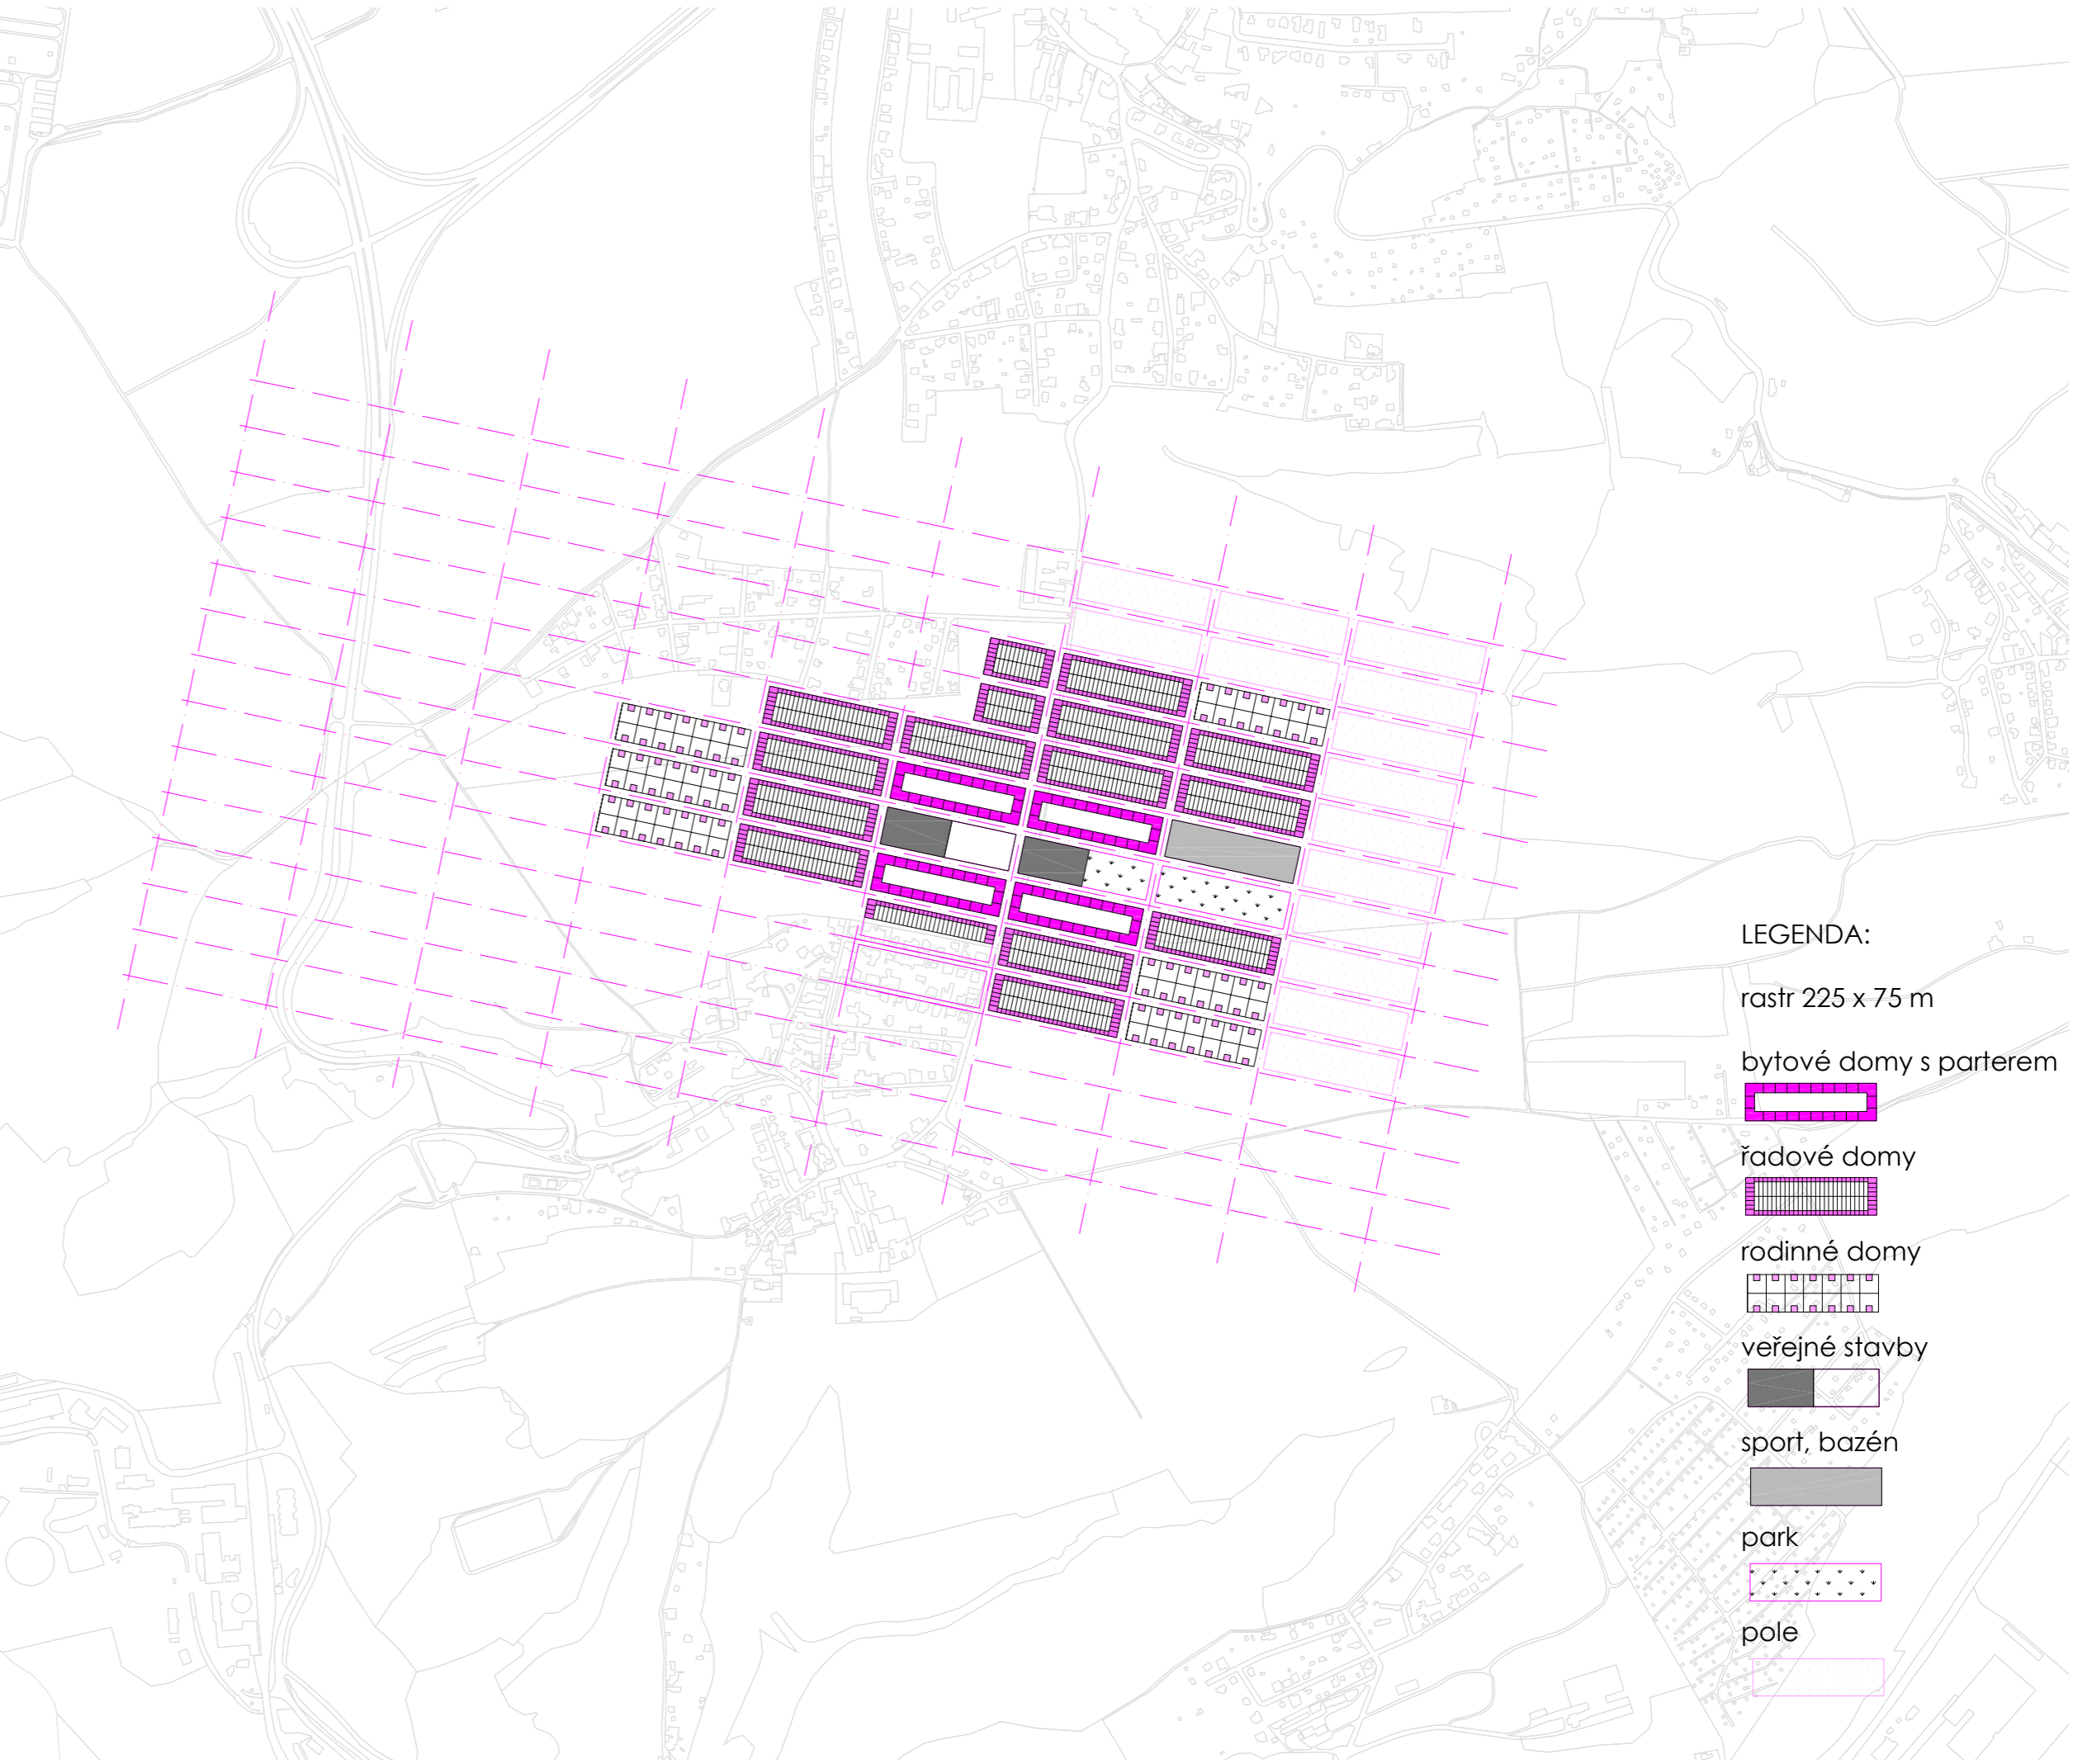 LEGENDA:
rastr 225 x 75 m
bytové domy s parterem
řadové domy
rodinné domy
veřejné stavby
sport, bazén
park
pole